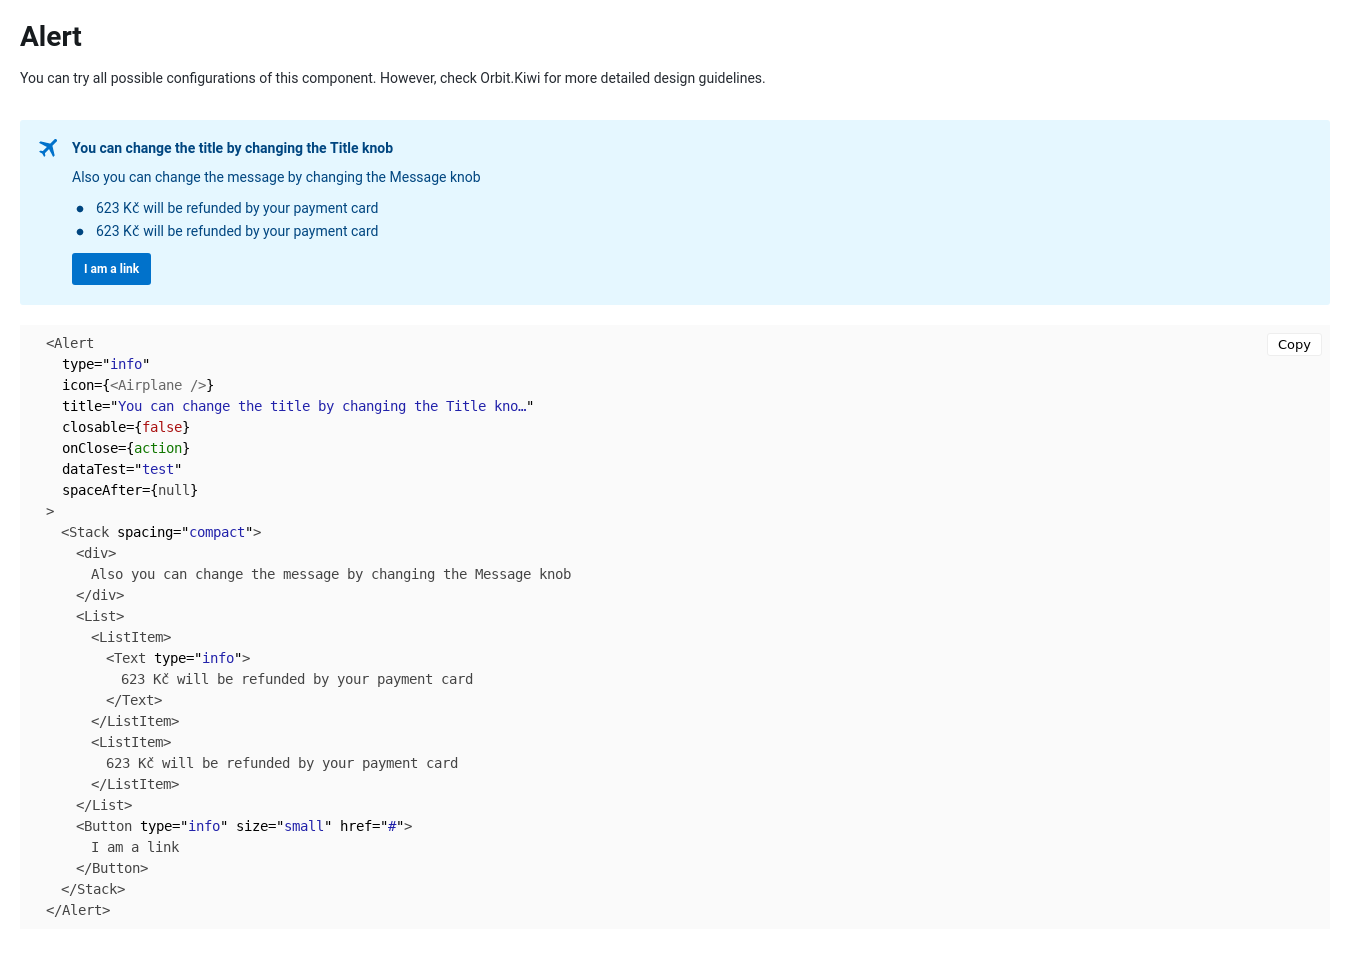 Alert
You can try all possible configurations of this component. However, check Orbit.Kiwi for more detailed design guidelines.
You can change the title by changing the Title knob
Also you can change the message by changing the Message knob
● 623 Kč will be refunded by your payment card
● 623 Kč will be refunded by your payment card
I am a link
Copy
<Alert
  type="info"
  icon={<Airplane />}
  title="You can change the title by changing the Title kno…"
  closable={false}
  onClose={action}
  dataTest="test"
  spaceAfter={null}
>
  <Stack spacing="compact">
    <div>
      Also you can change the message by changing the Message knob
    </div>
    <List>
      <ListItem>
        <Text type="info">
          623 Kč will be refunded by your payment card
        </Text>
      </ListItem>
      <ListItem>
        623 Kč will be refunded by your payment card
      </ListItem>
    </List>
    <Button type="info" size="small" href="#">
      I am a link
    </Button>
  </Stack>
</Alert>